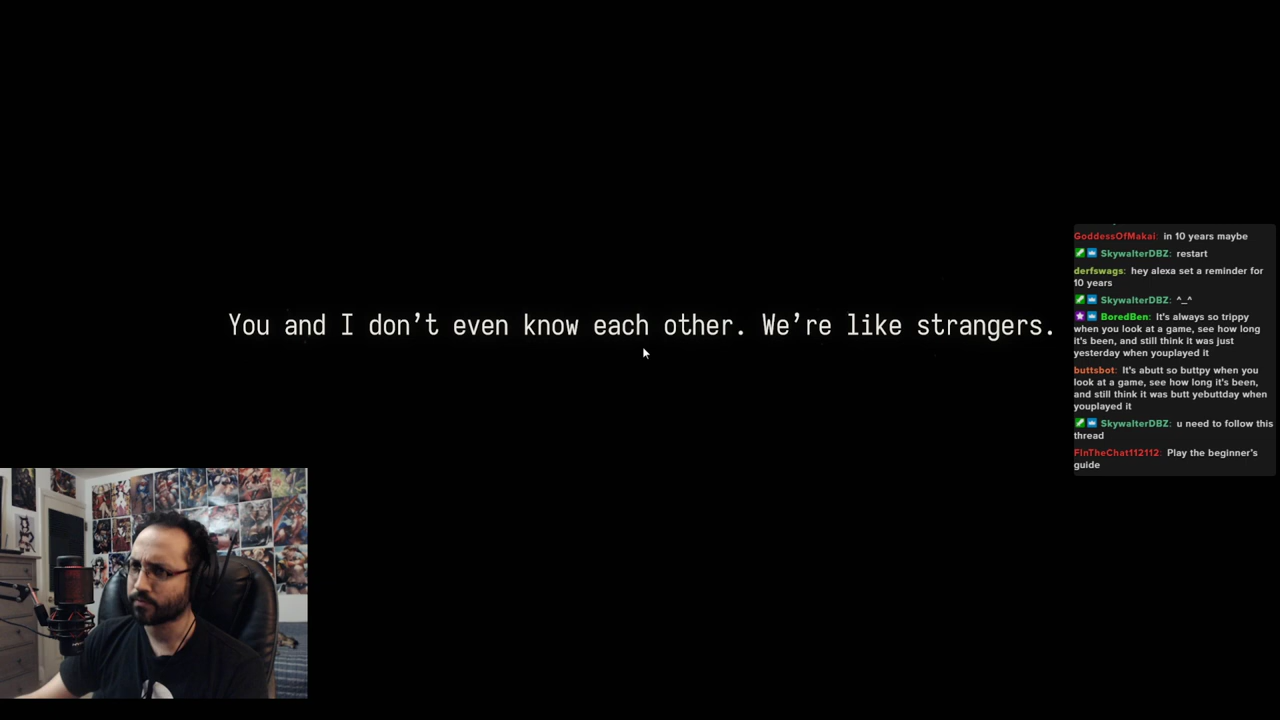 You and I don't even know each other. We're like strangers.
GoddessOfMakai: in 10 years maybe
SkywalterDBZ: restart
derfswags: hey alexa set a reminder for
10 years
SkywalterDBZ: ^_^
BoredBen: It's always so trippy
when you look at a game, see how long
it's been, and still think it was just
yesterday when youplayed it
buttsbot: It's abutt so buttpy when you
look at a game, see how long it's been,
and still think it was butt yebuttday when
youplayed it
SkywalterDBZ: u need to follow this
thread
FInTheChat112112: Play the beginner's
guide